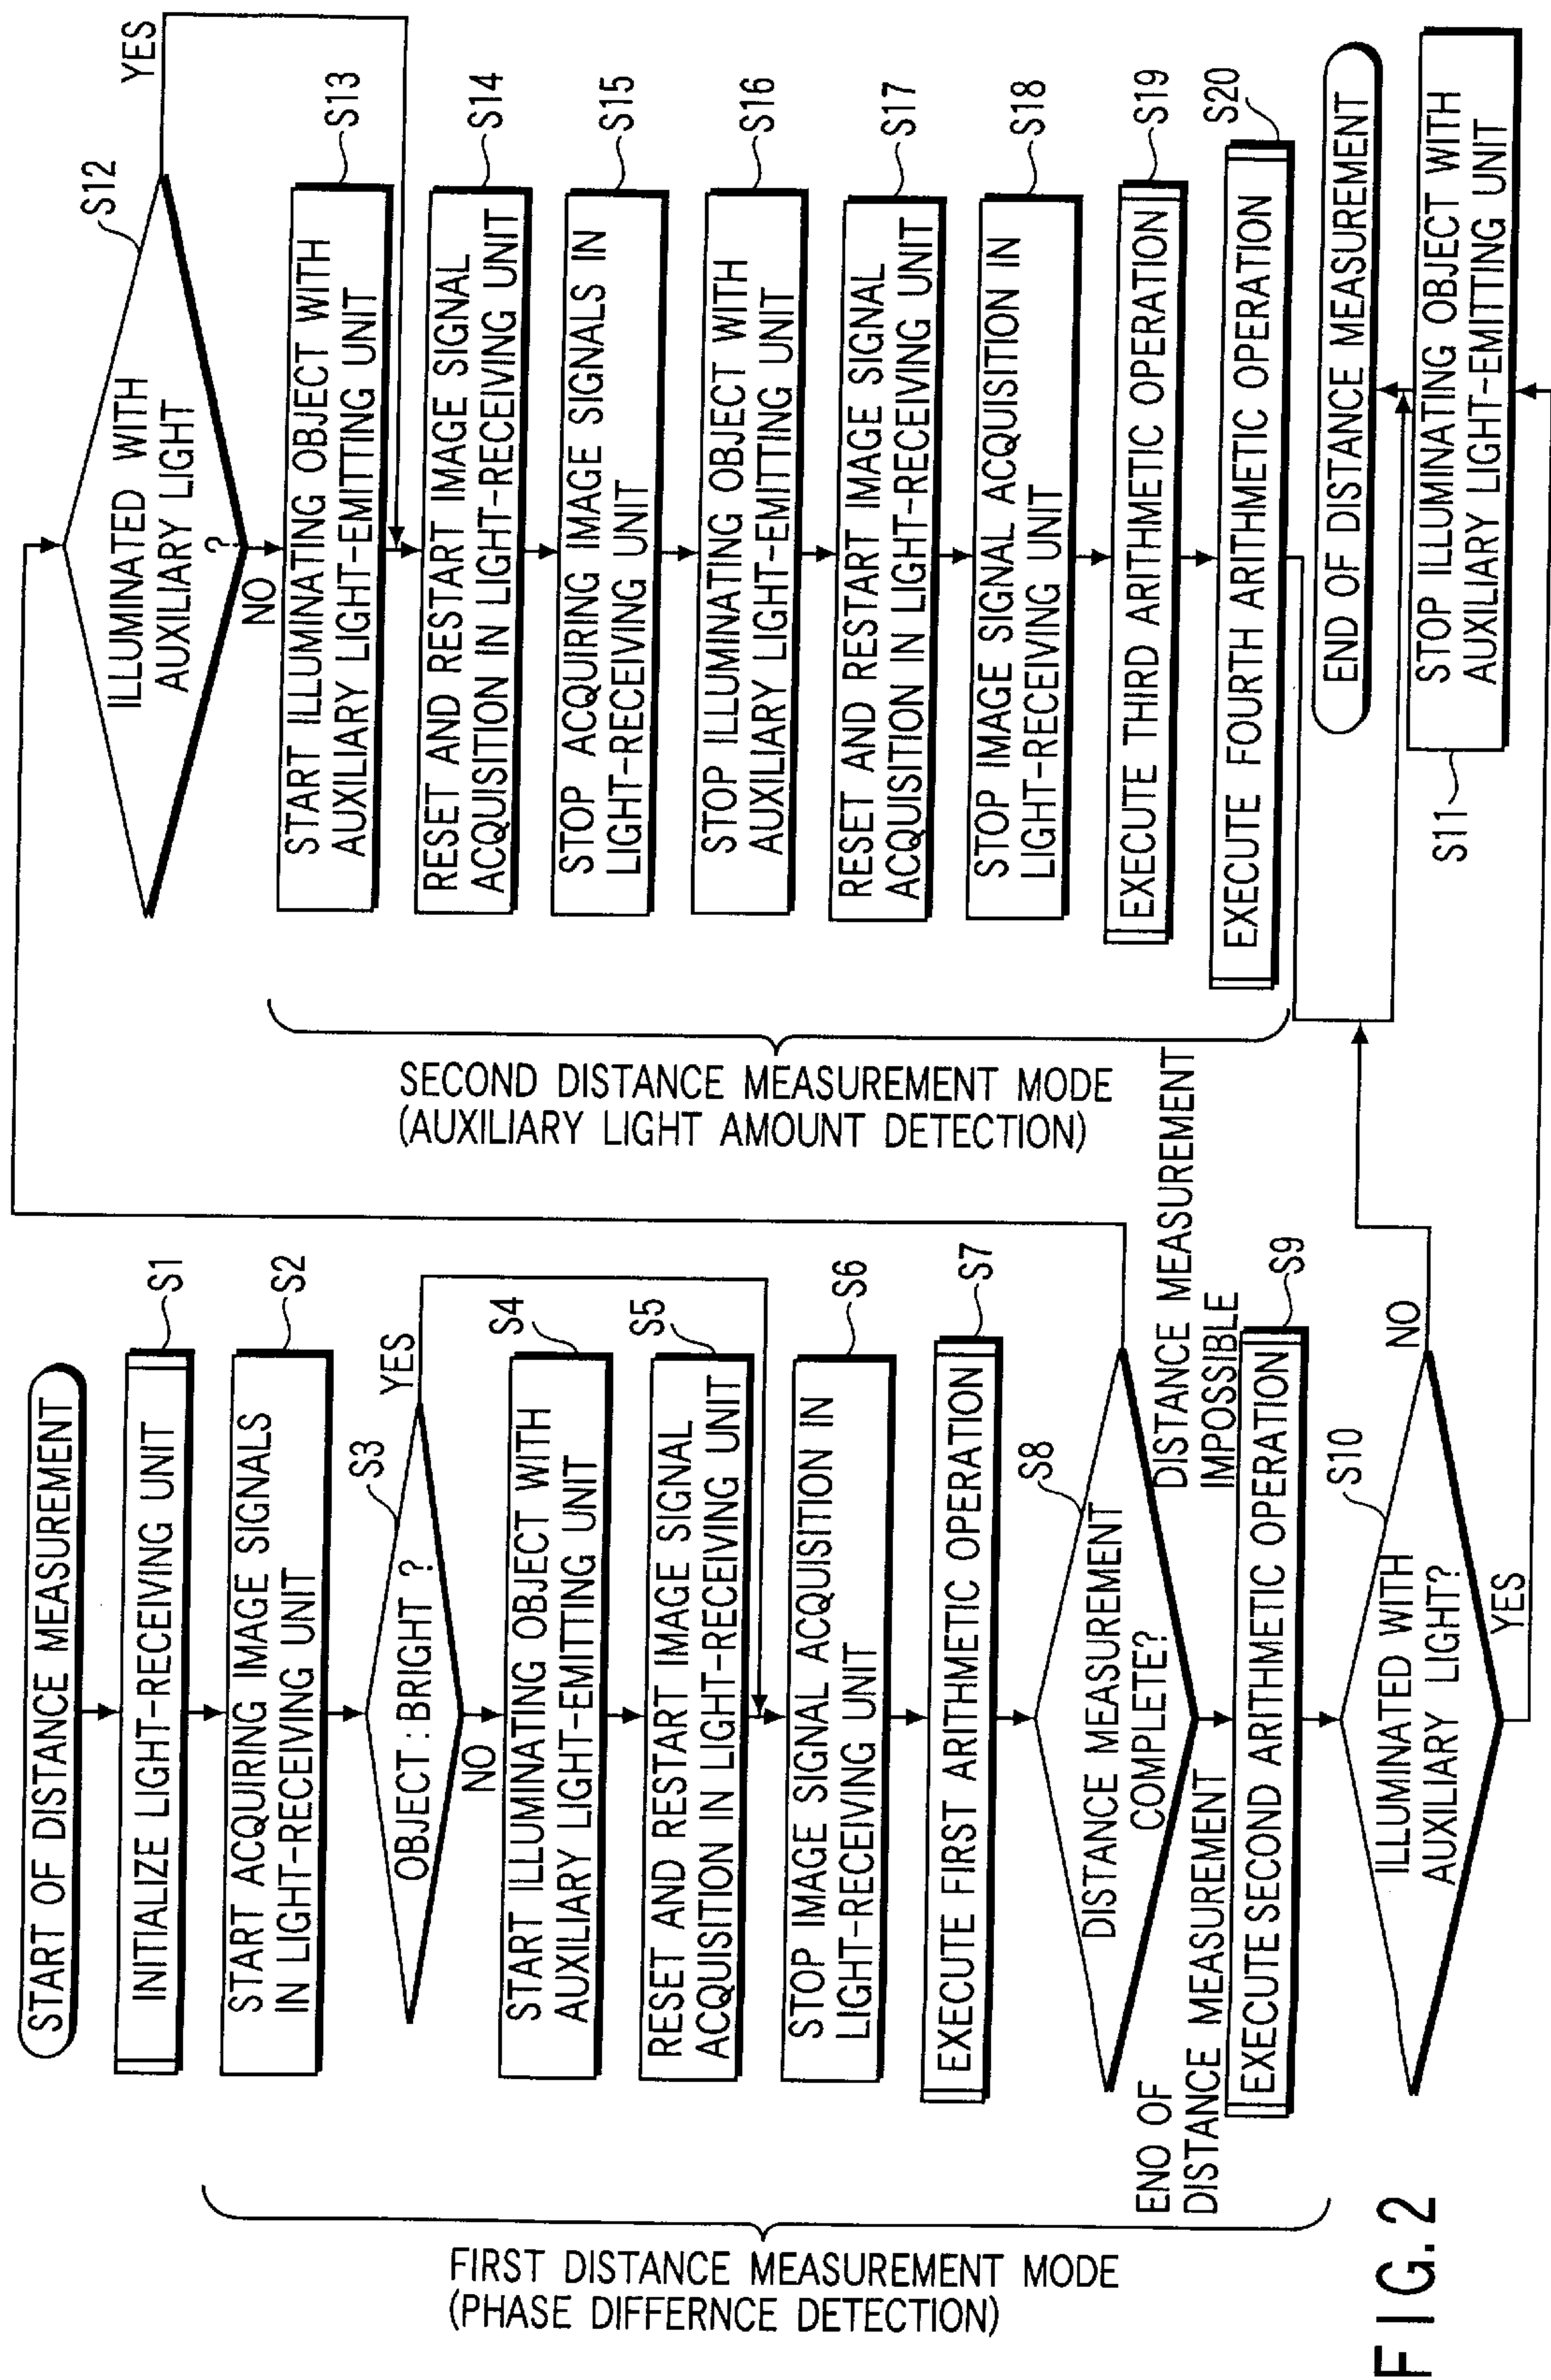 START OF DISTANCE MEASUREMENT
INITIALIZE LIGHT-RECEIVING UNIT
S1
START ACQUIRING IMAGE SIGNALS
IN LIGHT-RECEIVING UNIT
S2
OBJECT:BRIGHT ?
S3
YES
NO
START ILLUMINATING OBJECT WITH
AUXILIARY LIGHT-EMITTING UNIT
S4
RESET AND RESTART IMAGE SIGNAL
ACQUISITION IN LIGHT-RECEIVING UNIT
S5
STOP IMAGE SIGNAL ACQUISITION IN
LIGHT-RECEIVING UNIT
S6
EXECUTE FIRST ARITHMETIC OPERATION
S7
DISTANCE MEASUREMENT
COMPLETE?
S8
DISTANCE MEASUREMENT
IMPOSSIBLE
ENO OF
DISTANCE MEASUREMENT
EXECUTE SECOND ARITHMETIC OPERATION
S9
ILLUMINATED WITH
AUXILIARY LIGHT?
S10
NO
YES
FIRST DISTANCE MEASUREMENT MODE
(PHASE DIFFERNCE DETECTION)
ILLUMINATED WITH
AUXILIARY LIGHT
?
S12
YES
NO
START ILLUMINATING OBJECT WITH
AUXILIARY LIGHT-EMITTING UNIT
S13
RESET AND RESTART IMAGE SIGNAL
ACQUISITION IN LIGHT-RECEIVING UNIT
S14
STOP ACQUIRING IMAGE SIGNALS IN
LIGHT-RECEIVING UNIT
S15
STOP ILLUMINATING OBJECT WITH
AUXILIARY LIGHT-EMITTING UNIT
S16
RESET AND RESTART IMAGE SIGNAL
ACQUISITION IN LIGHT-RECEIVING UNIT
S17
STOP IMAGE SIGNAL ACQUISITION IN
LIGHT-RECEIVING UNIT
S18
EXECUTE THIRD ARITHMETIC OPERATION
S19
EXECUTE FOURTH ARITHMETIC OPERATION
S20
END OF DISTANCE MEASUREMENT
STOP ILLUMINATING OBJECT WITH
AUXILIARY LIGHT-EMITTING UNIT
S11
SECOND DISTANCE MEASUREMENT MODE
(AUXILIARY LIGHT AMOUNT DETECTION)
FIG.2